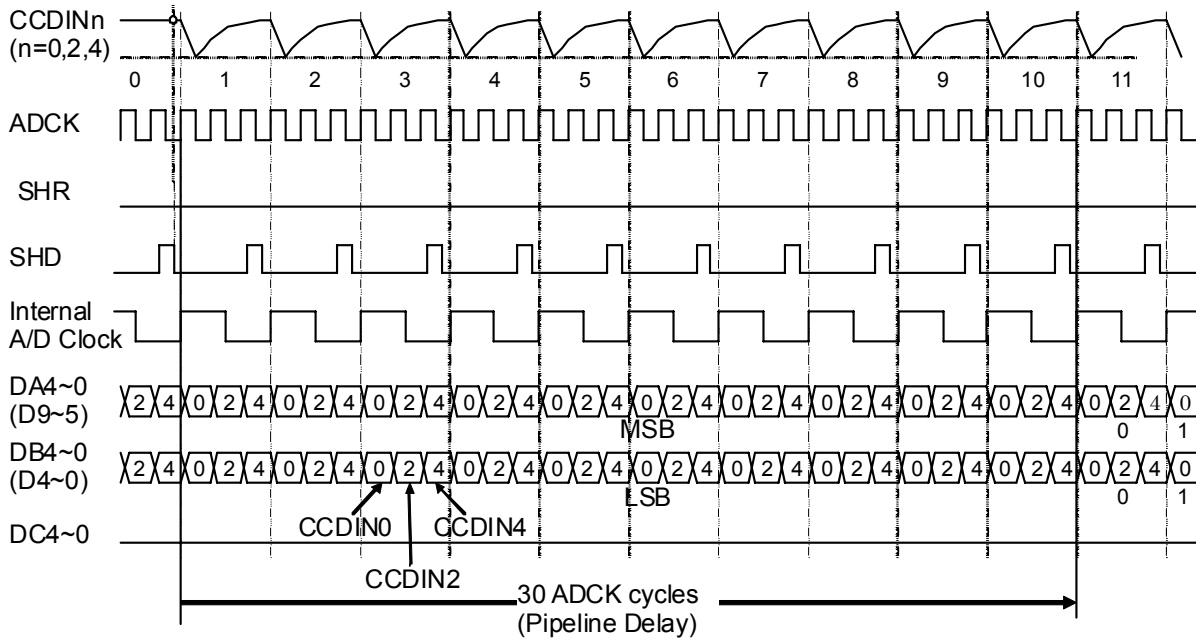 CCDINn
(n=0,2,4)
0 1 2 3 4 5 6 7 8 9 10 11
ADCK
SHR
SHD
Internal
A/D Clock
DA4~0
(D9~5)
2 4 0 2 4 0 2 4 0 2 4 0 2 4 0 2 4 0 2 4 0 2 4 0 2 4 0 2 4 0 2 4 0 2 4 0
MSB 0 1
DB4~0
(D4~0)
2 4 0 2 4 0 2 4 0 2 4 0 2 4 0 2 4 0 2 4 0 2 4 0 2 4 0 2 4 0 2 4 0 2 4 0
LSB 0 1
CCDIN0 CCDIN4
DC4~0
CCDIN2
30 ADCK cycles
(Pipeline Delay)